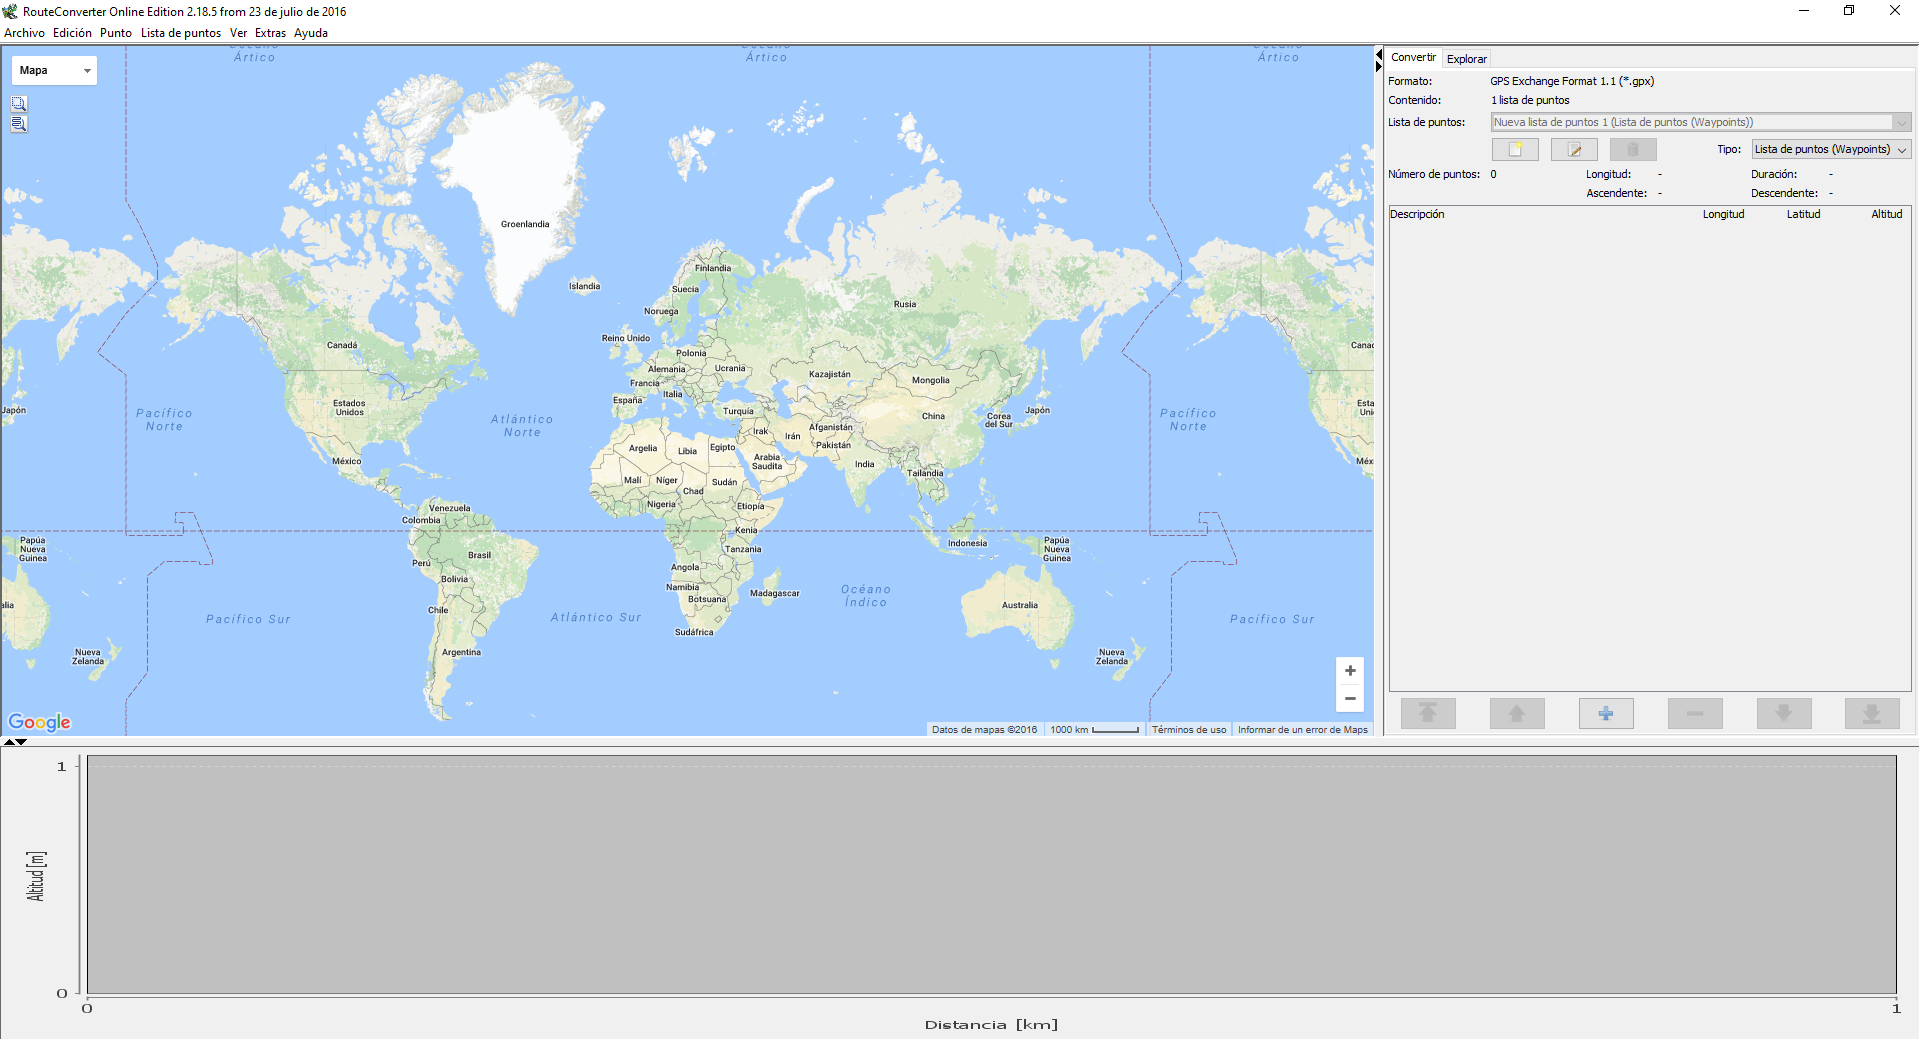 RouteConverter Online Edition 2.18.5 from 23 de julio de 2016
Archivo Edición Punto Lista de puntos Ver Extras Ayuda
Mapa
Ártico
Ártico
Ártico
Groenlandia
Islandia
Finlandia
Suecia
Noruega
Rusia
Reino Unido
Canadá
Polonia
Alemania
Ucrania
Francia
Kazajistán
Mongolia
Italia
España
Estados
Unidos
Turquía
China
Corea
del Sur
Japón
Japón
Pacífico
Norte
Atlántico
Norte
Pacífico
Norte
Irak
Irán
Afganistán
Pakistán
Argelia
Libia
Egipto
Arabia
Saudita
México
India
Tailandia
Malí
Níger
Chad
Sudán
Nigeria
Etiopía
Venezuela
Colombia
Kenia
Papúa
Nueva
Guinea
Indonesia
Papúa
Nueva
Guinea
Brasil
Tanzania
Perú
Angola
Bolivia
Namibia
Botsuana
Madagascar
Océano
Índico
Chile
Australia
Pacífico Sur
Atlántico Sur
Pacífico Sur
Sudáfrica
Argentina
Nueva
Zelanda
Nueva
Zelanda
Google
Datos de mapas ©2016 1000 km Términos de uso Informar de un error de Maps
Convertir Explorar
Formato: GPS Exchange Format 1.1 (*.gpx)
Contenido: 1 lista de puntos
Lista de puntos: Nueva lista de puntos 1 (Lista de puntos (Waypoints))
Tipo: Lista de puntos (Waypoints)
Número de puntos: 0 Longitud: - Duración: -
Ascendente: - Descendente: -
Descripción Longitud Latitud Altitud
1
Altitud [m]
0
0 1
Distancia [km]